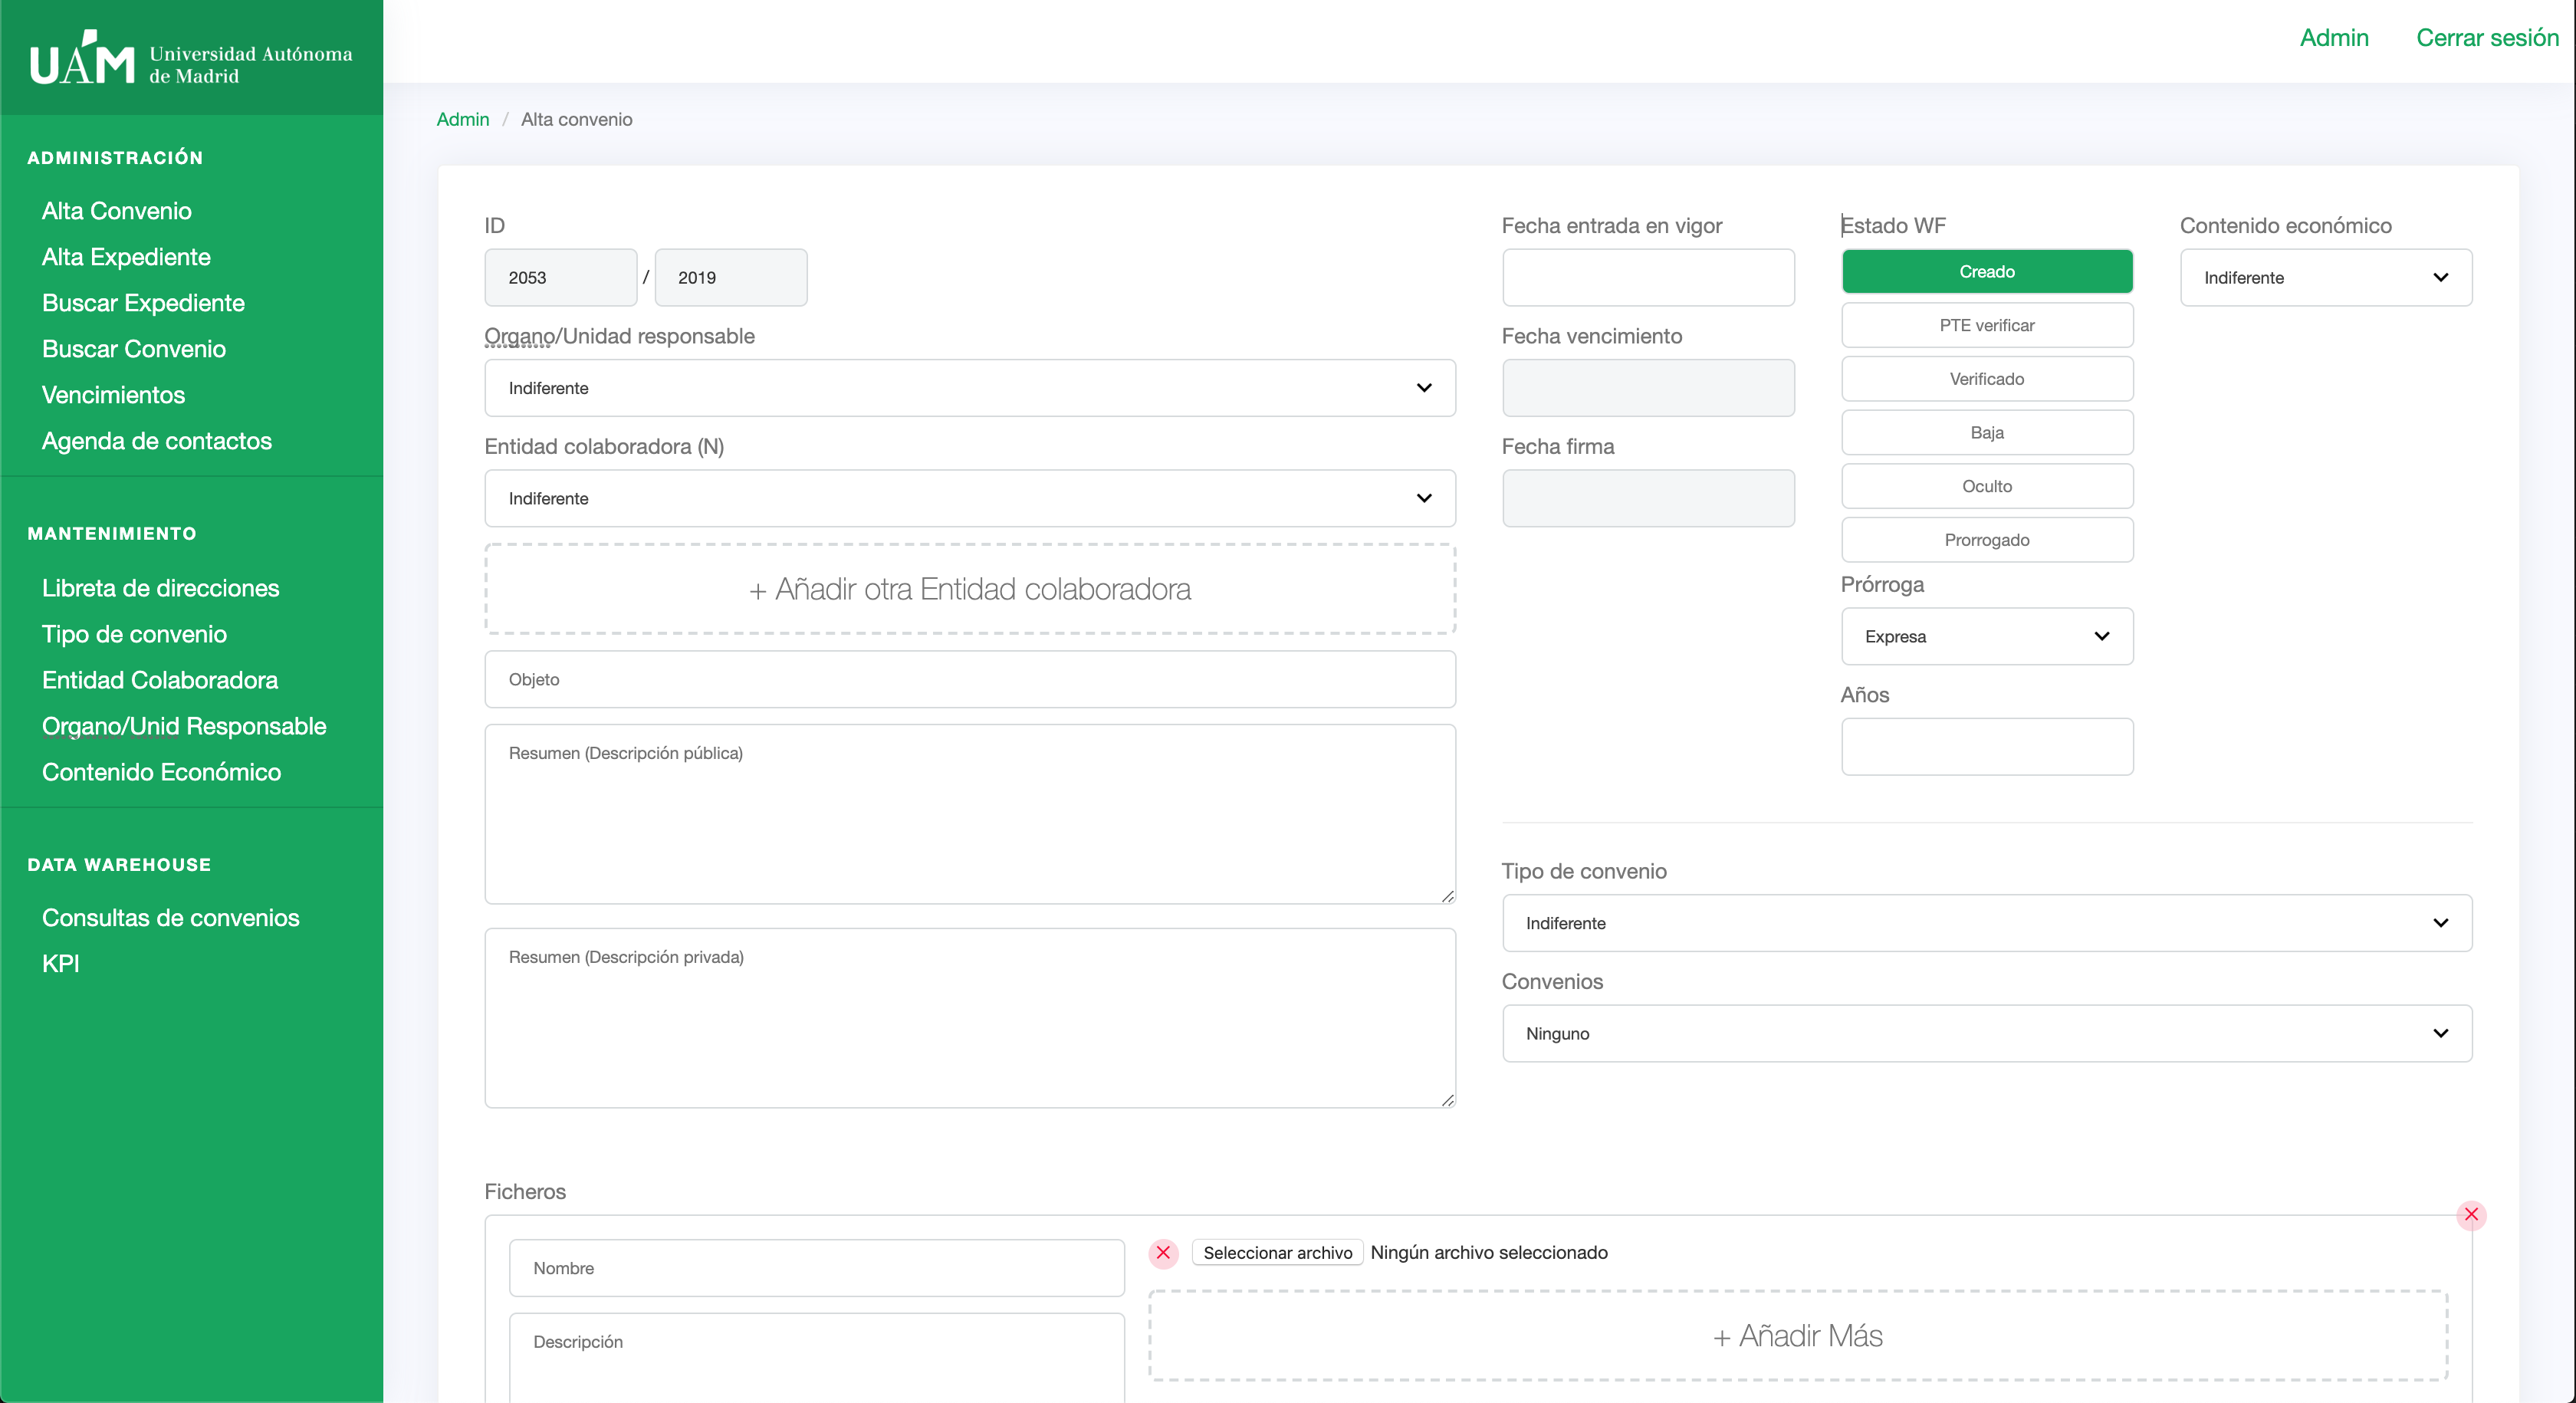 UAM Universidad Autónoma
de Madrid
Admin
Cerrar sesión
ADMINISTRACIÓN
Alta Convenio
Alta Expediente
Buscar Expediente
Buscar Convenio
Vencimientos
Agenda de contactos
MANTENIMIENTO
Libreta de direcciones
Tipo de convenio
Entidad Colaboradora
Organo/Unid Responsable
Contenido Económico
DATA WAREHOUSE
Consultas de convenios
KPI
Admin / Alta convenio
ID
2053 / 2019
Organo/Unidad responsable
Indiferente
Entidad colaboradora (N)
Indiferente
+ Añadir otra Entidad colaboradora
Objeto
Resumen (Descripción pública)
Resumen (Descripción privada)
Fecha entrada en vigor
Fecha vencimiento
Fecha firma
Estado WF
Creado
PTE verificar
Verificado
Baja
Oculto
Prorrogado
Prórroga
Expresa
Años
Contenido económico
Indiferente
Tipo de convenio
Indiferente
Convenios
Ninguno
Ficheros
Nombre
Descripción
Seleccionar archivo Ningún archivo seleccionado
+ Añadir Más